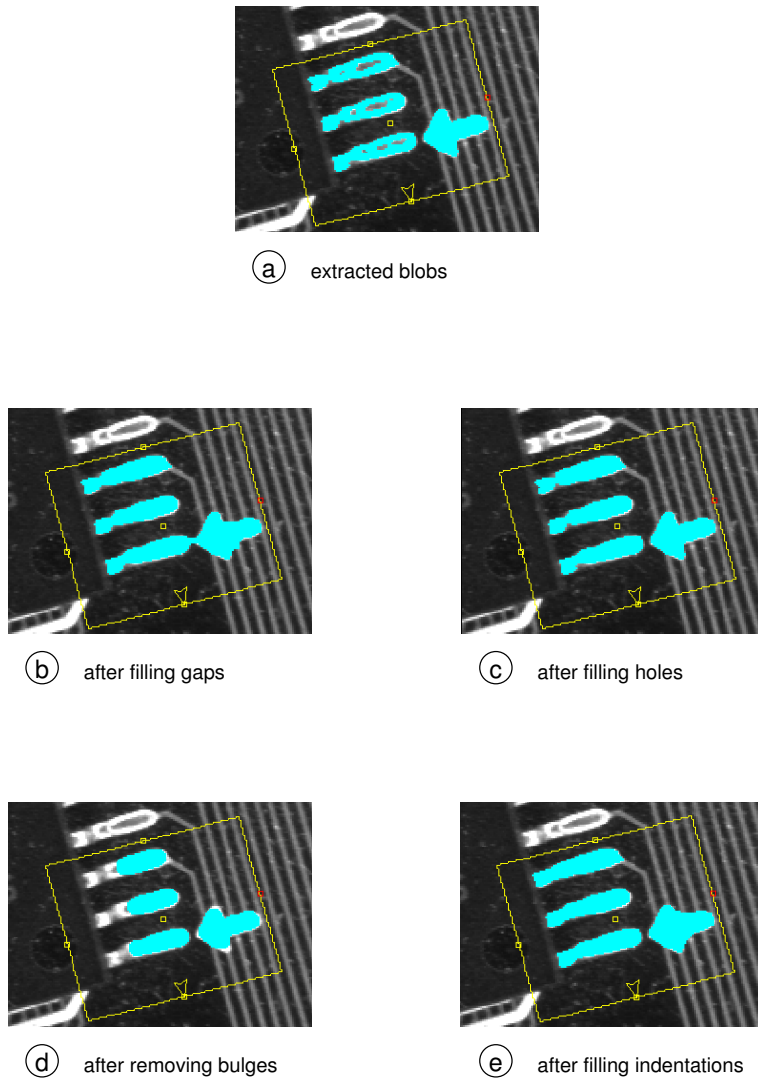 a extracted blobs
b after filling gaps
c after filling holes
d after removing bulges
e after filling indentations